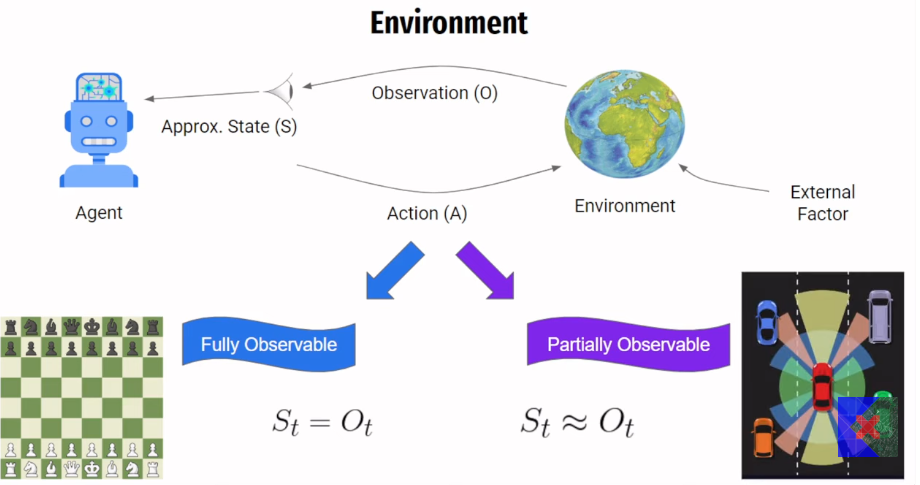 Environment
Observation (O)
Approx. State (S)
Agent
Action (A)
Environment
External
Factor
Fully Observable
Partially Observable
S_t = O_t
S_t ≈ O_t